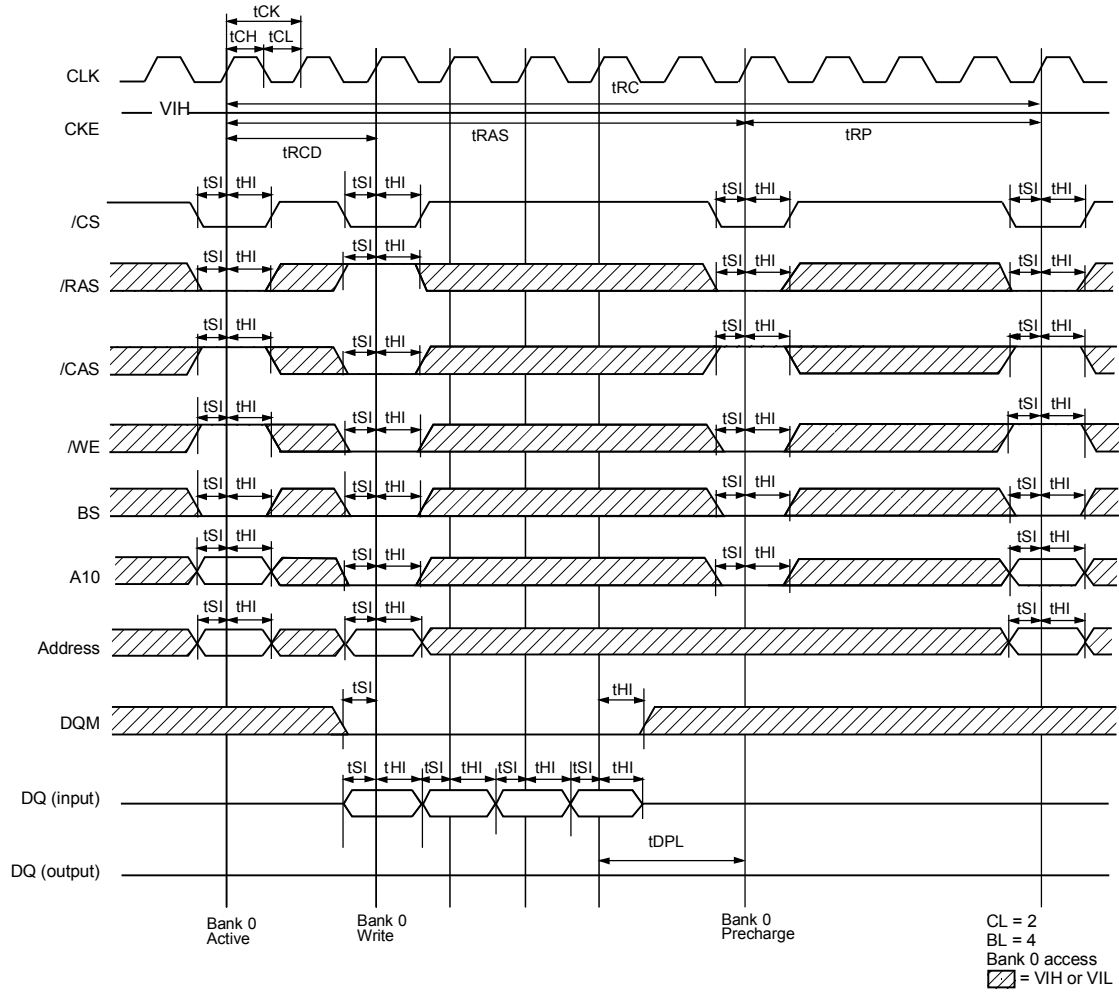 tCK
tCH tCL
CLK
tRC
VIH
CKE
tRAS tRP
tRCD
tSI tHI tSI tHI tSI tHI tSI tHI
/CS
tSI tHI
tSI tHI tSI tHI tSI tHI
/RAS
tSI tHI tSI tHI tSI tHI tSI tHI
/CAS
tSI tHI tSI tHI tSI tHI tSI tHI
/WE
tSI tHI tSI tHI tSI tHI tSI tHI
BS
tSI tHI tSI tHI tSI tHI tSI tHI
A10
tSI tHI tSI tHI tSI tHI
Address
tSI tHI
DQM
tSI tHI tSI tHI tSI tHI tSI tHI
DQ (input)
tDPL
DQ (output)
Bank 0
Active
Bank 0
Write
Bank 0
Precharge
CL = 2
BL = 4
Bank 0 access
= VIH or VIL